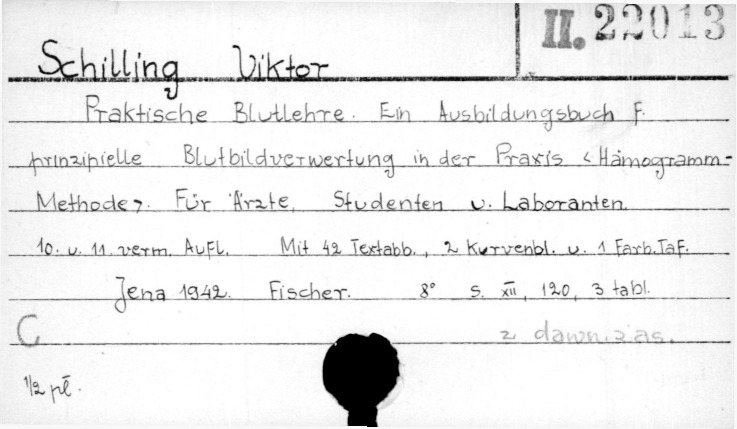 II. 22013
Schilling Viktor
Praktische Blutlehre. Ein Ausbildungsbuch f.
prinzipielle Blutbildverwertung in der Praxis <Hämogramm-
Methode>. Für Ärzte, Studenten u. Laboranten.
10. u. 11. verm. Aufl. Mit 42 Textabb., 2 Kurvenbl. u. 1 Farb.Taf.
Jena 1942. Fischer. 8° s. XII, 120, 3 tabl.
C z dawn. zas.
1/2 pł.